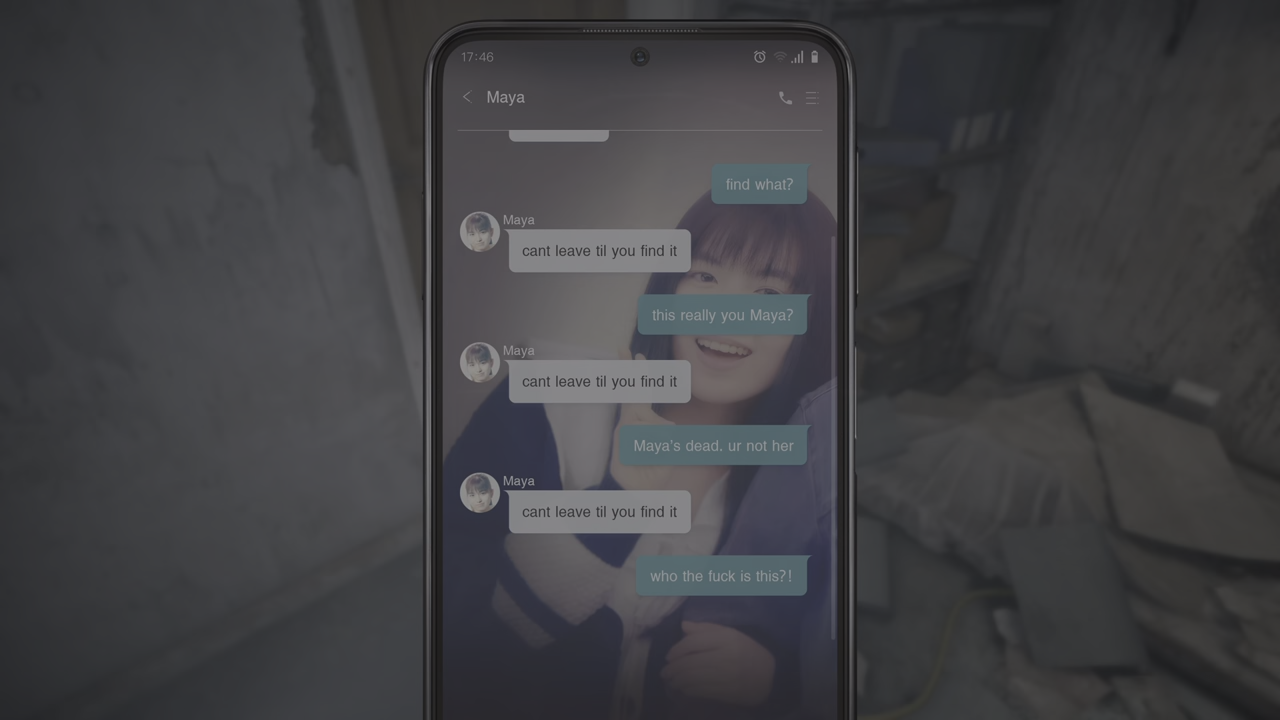 17:46
Maya
find what?
Maya
cant leave til you find it
this really you Maya?
Maya
cant leave til you find it
Maya's dead. ur not her
Maya
cant leave til you find it
who the fuck is this?!